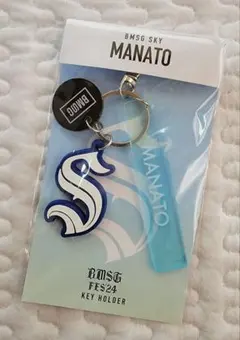 BMSG SKY
MANATO
BMSG
MANATO
S
BMSG
FES24
KEY HOLDER